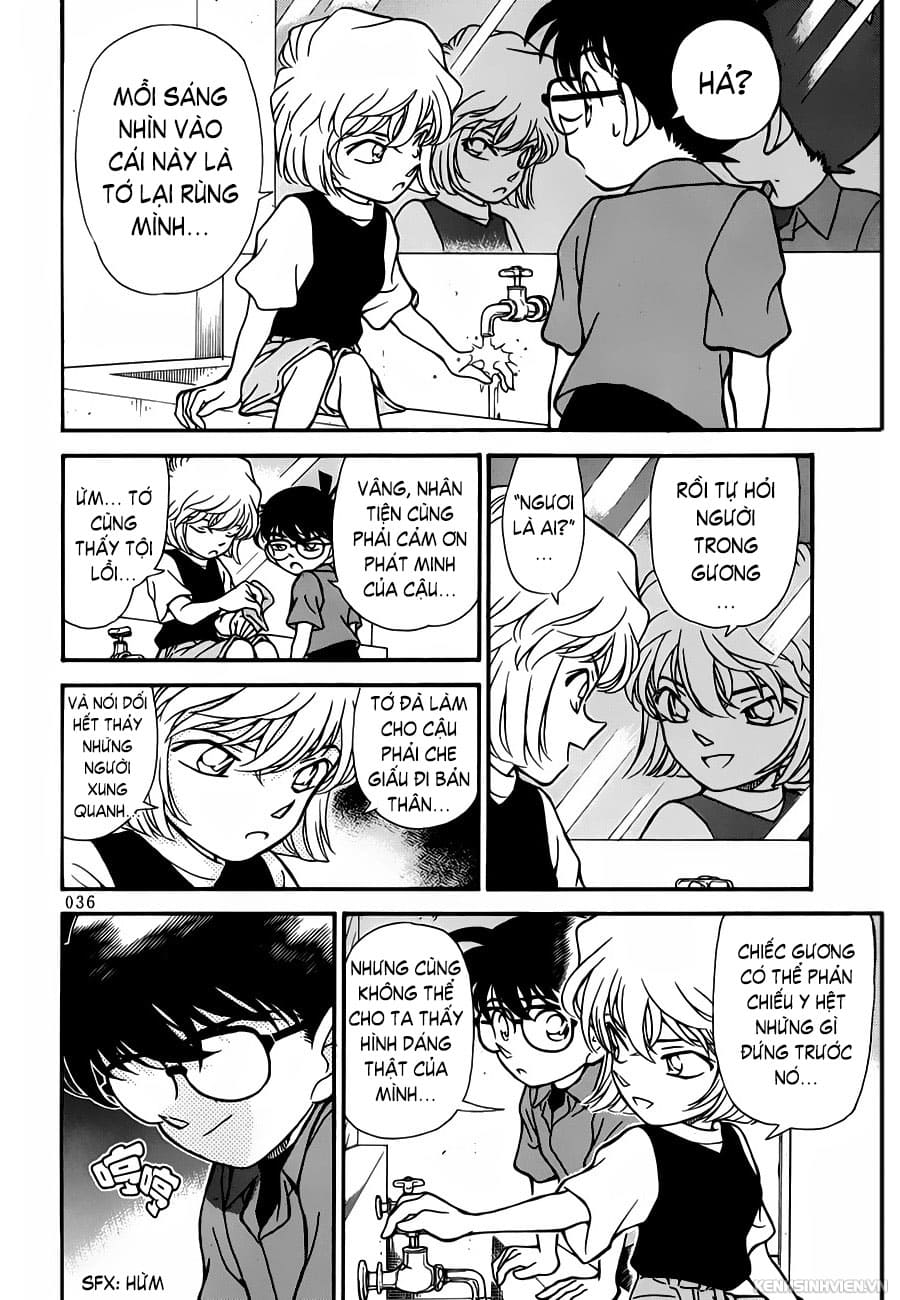 HẢ?
MỖI SÁNG
NHÌN VÀO
CÁI NÀY LÀ
TỚ LẠI RÙNG
MÌNH...
RỒI TỰ HỎI
NGƯỜI
TRONG
GƯƠNG
...
“NGƯƠI
LÀ AI?”
...
VÂNG, NHÂN
TIỆN CŨNG
PHẢI CẢM ƠN
PHÁT MINH
CỦA CẬU...
ỪM... TỚ
CŨNG
THẤY TỘI
LỖI...
TỚ ĐÃ LÀM
CHO CẬU
PHẢI CHE
GIẤU ĐI BẢN
THÂN...
VÀ NÓI DỐI
HẾT THẢY
NHỮNG
NGƯỜI
XUNG
QUANH...
036
CHIẾC GƯƠNG
CÓ THỂ PHẢN
CHIẾU Y HỆT
NHỮNG GÌ
ĐỨNG TRƯỚC
NÓ...
NHƯNG CŨNG
KHÔNG THỂ
CHO TA THẤY
HÌNH DÁNG
THẬT CỦA
MÌNH...
哼哼
SFX: HỪM
KENHSINHVIEN.VN